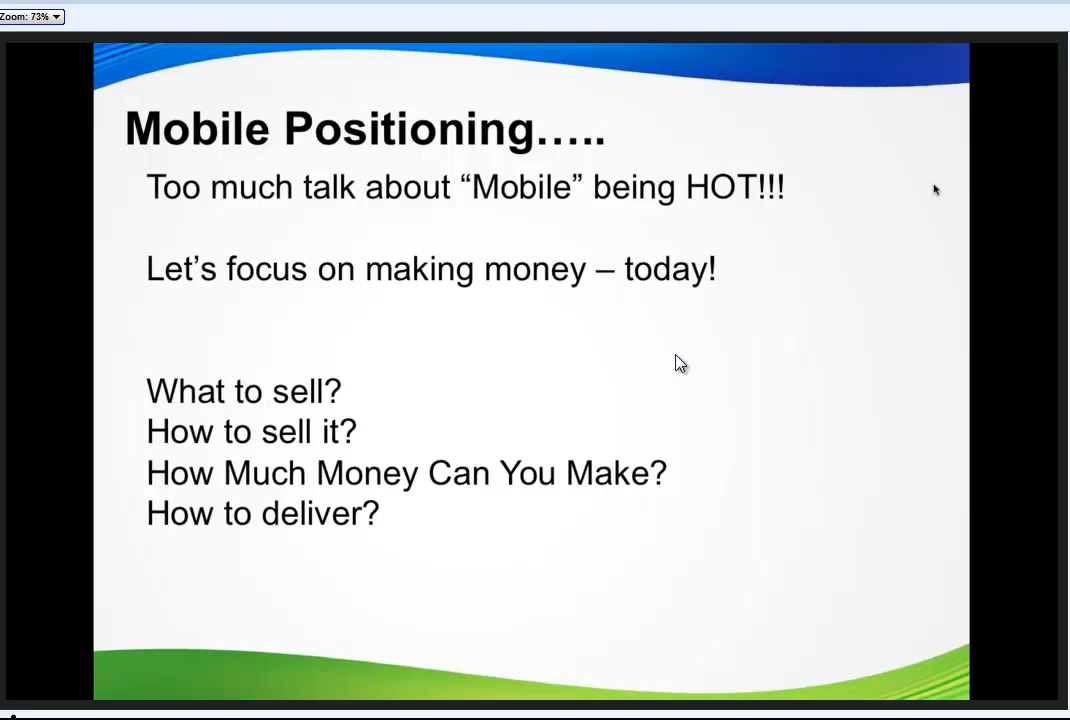 Zoom: 73%
Mobile Positioning…..
Too much talk about “Mobile” being HOT!!!
Let’s focus on making money – today!
What to sell?
How to sell it?
How Much Money Can You Make?
How to deliver?